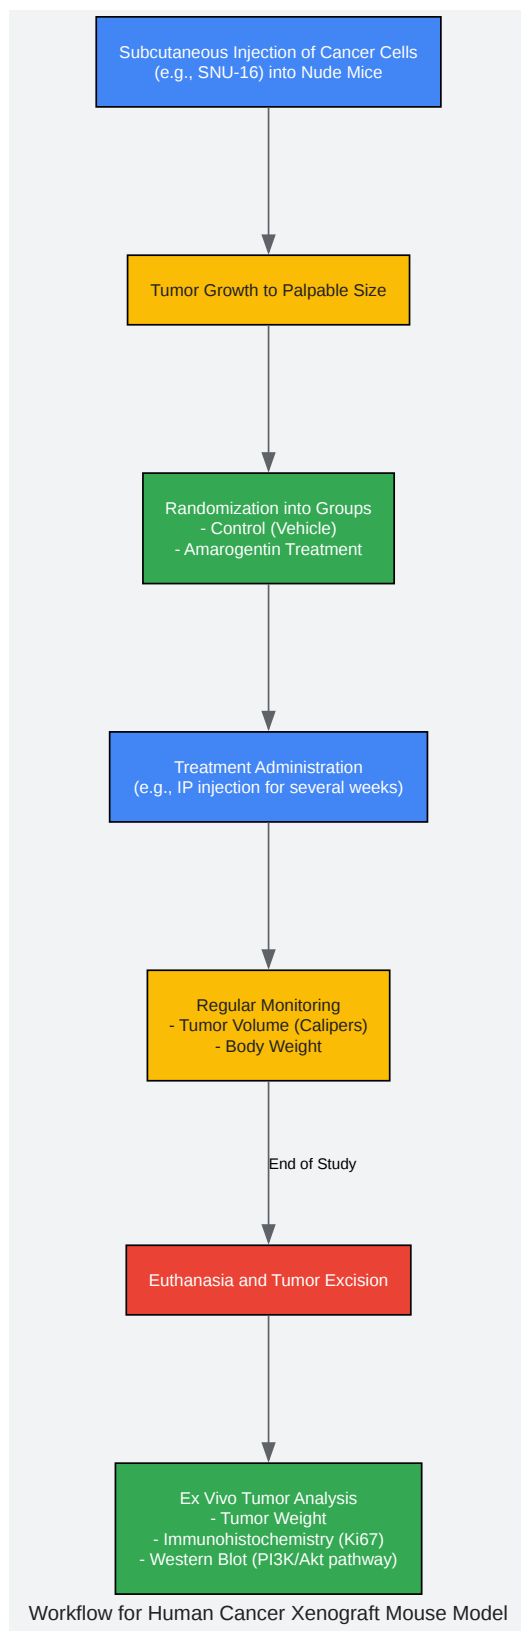 Subcutaneous Injection of Cancer Cells
(e.g., SNU-16) into Nude Mice
Tumor Growth to Palpable Size
Randomization into Groups
- Control (Vehicle)
- Amarogentin Treatment
Treatment Administration
(e.g., IP injection for several weeks)
Regular Monitoring
- Tumor Volume (Calipers)
- Body Weight
End of Study
Euthanasia and Tumor Excision
Ex Vivo Tumor Analysis
- Tumor Weight
- Immunohistochemistry (Ki67)
- Western Blot (PI3K/Akt pathway)
Workflow for Human Cancer Xenograft Mouse Model